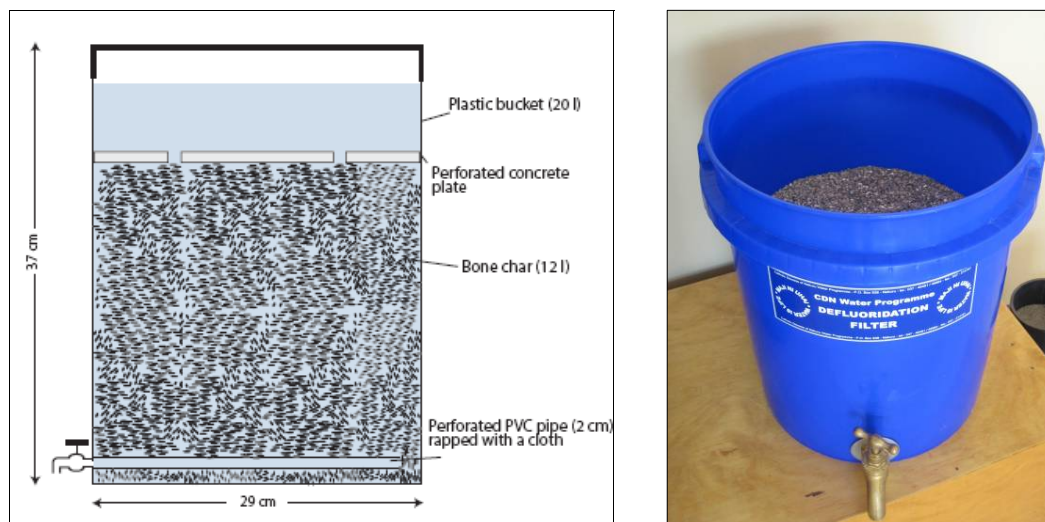 37 cm
Plastic bucket (20 l)
Perforated concrete
plate
Bone char (12 l)
Perforated PVC pipe (2 cm)
rapped with a cloth
29 cm
CDN Water Programme
DEFLUORIDATION
FILTER